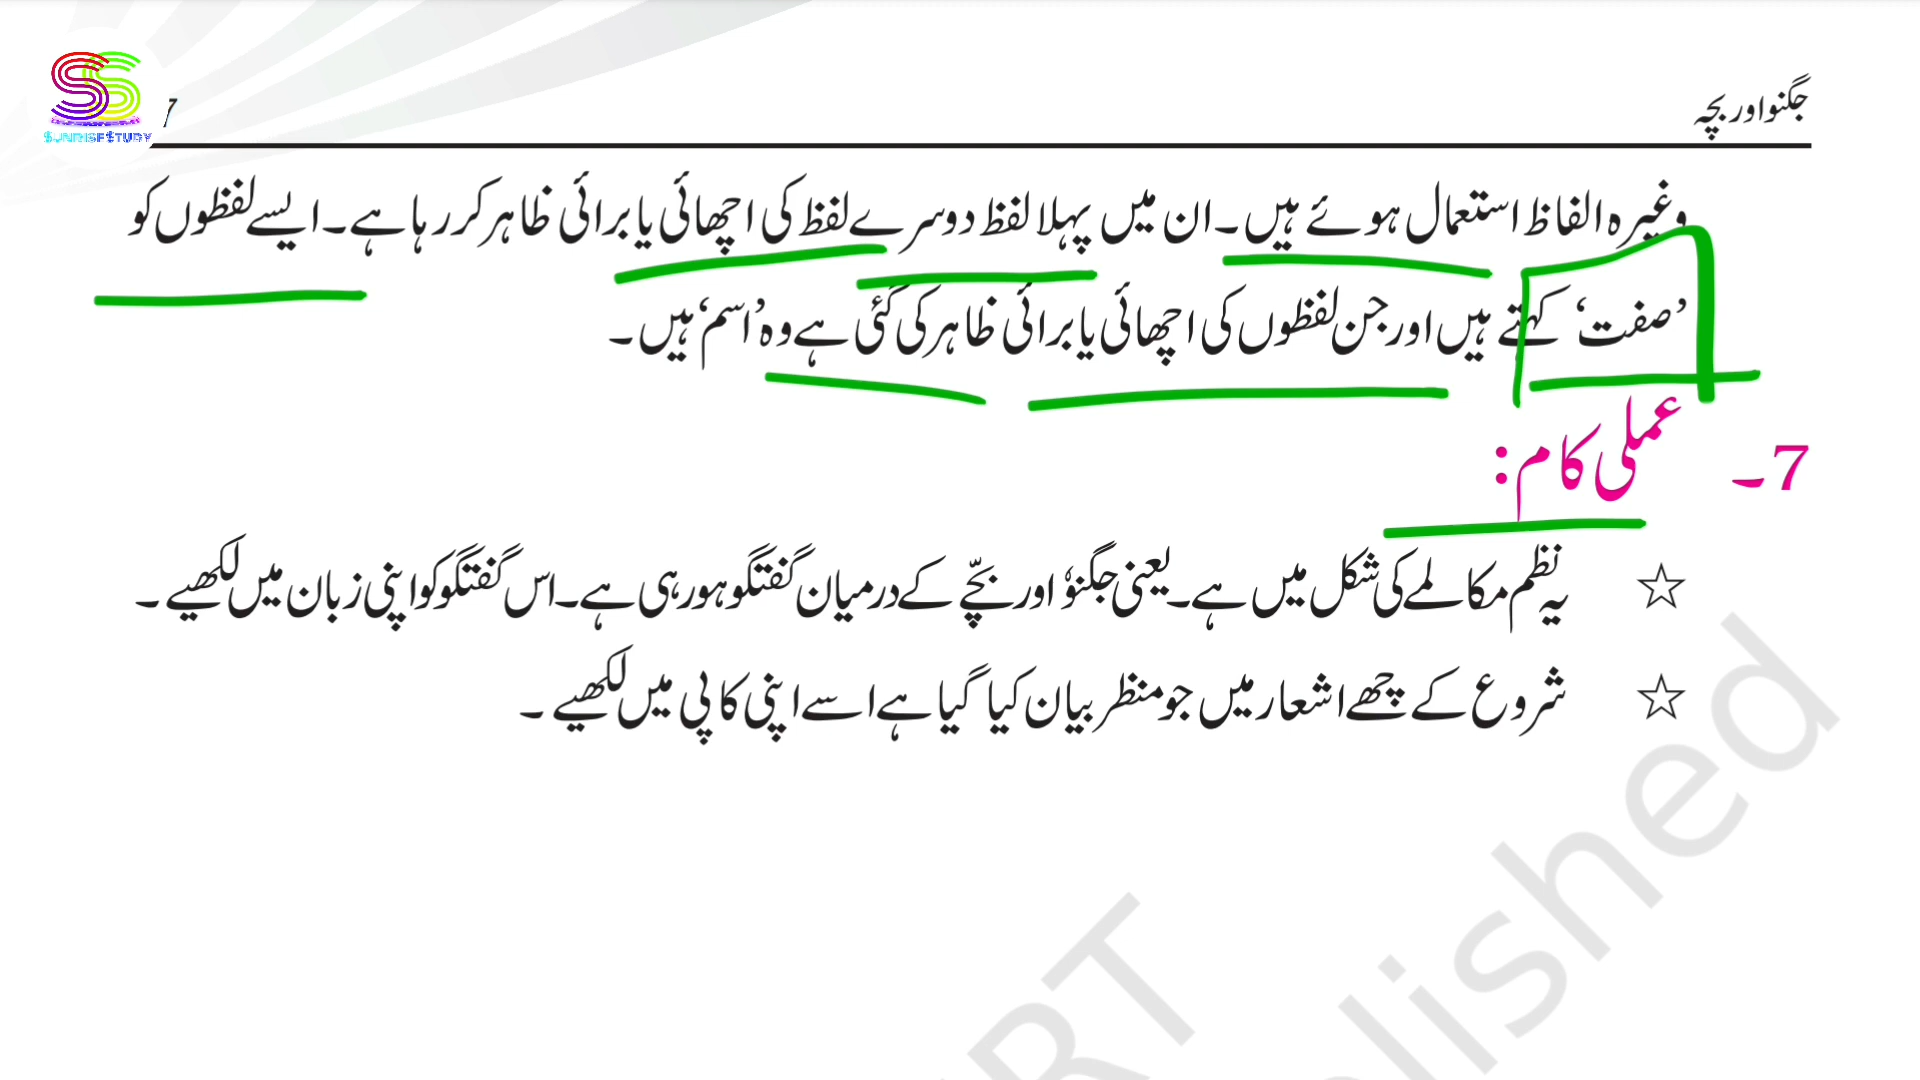 جگنو اور بچہ
7
SUNRISESTUDY
وغیرہ الفاظ استعمال ہوئے ہیں۔ ان میں پہلا لفظ دوسرے لفظ کی اچھائی یا برائی ظاہر کر رہا ہے۔ ایسے لفظوں کو
’صفت‘ کہتے ہیں اور جن لفظوں کی اچھائی یا برائی ظاہر کی گئی ہے وہ ’اسم‘ ہیں۔
7۔ عملی کام:
☆ یہ نظم مکالمے کی شکل میں ہے۔ یعنی جگنوٗ اور بچّے کے درمیان گفتگو ہو رہی ہے۔ اس گفتگو کو اپنی زبان میں لکھیے۔
☆ شروع کے چھے اشعار میں جو منظر بیان کیا گیا ہے اسے اپنی کاپی میں لکھیے۔